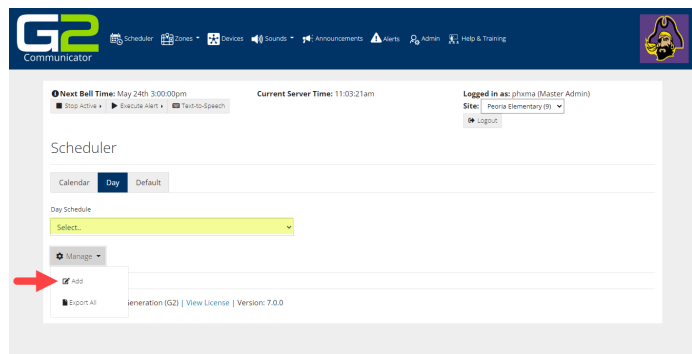 G2
Communicator
Scheduler Zones Devices Sounds Announcements Alerts Admin Help & Training
Next Bell Time: May 24th 3:00:00pm
Current Server Time: 11:03:21am
Logged in as: phxma (Master Admin)
Stop Active Execute Alert Text-to-Speech
Site: Peoria Elementary (9)
Logout
Scheduler
Calendar Day Default
Day Schedule
Select..
Manage
Add
Export All
Generation (G2) | View License | Version: 7.0.0